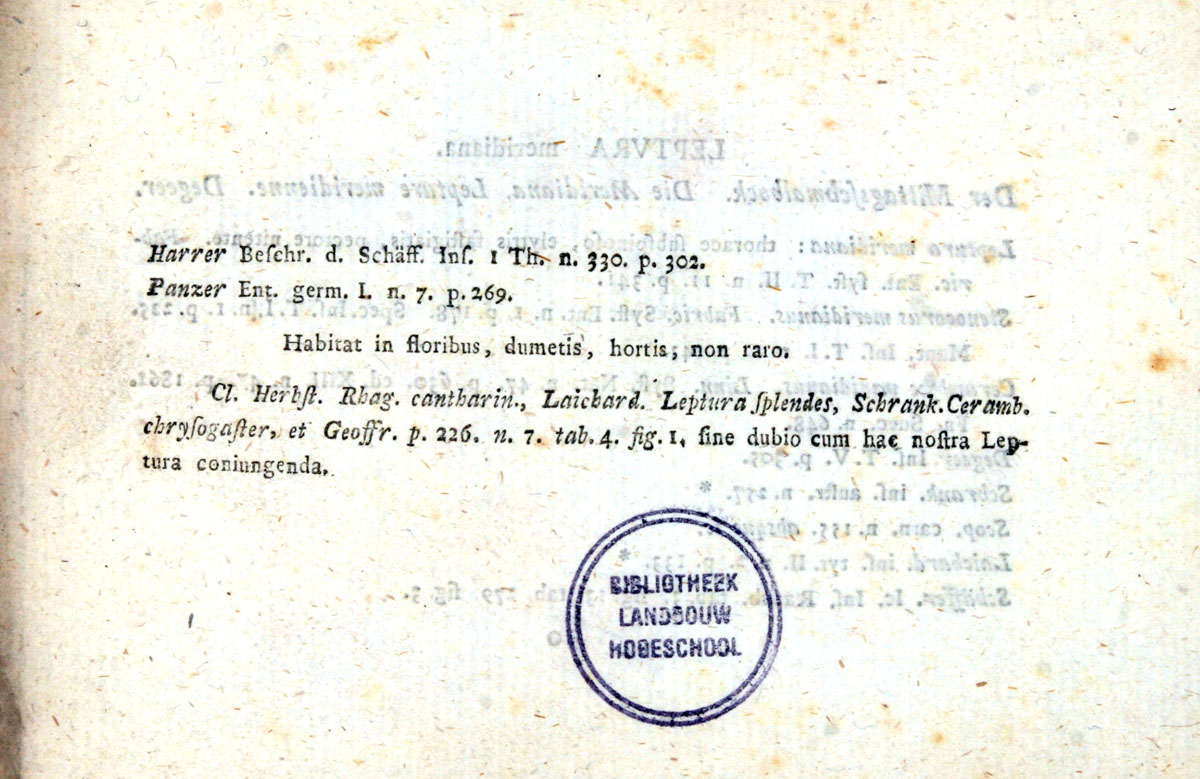 Harrer Beſchr. d. Schäff. Inſ. 1 Th. n. 330. p. 302.
Panzer Ent. germ. I. n. 7. p. 269.
Habitat in floribus, dumetis, hortis, non raro.
Cl. Herbſt. Rhag. cantharin., Laichard. Leptura ſplendes, Schrank. Ceramb.
chryſogaſter, et Geoffr. p. 226. n. 7. tab. 4. fig. 1. ſine dubio cum hac noſtra Lep-
tura coniungenda.
BIBLIOTHEEK
LANDBOUW
HOGESCHOOL